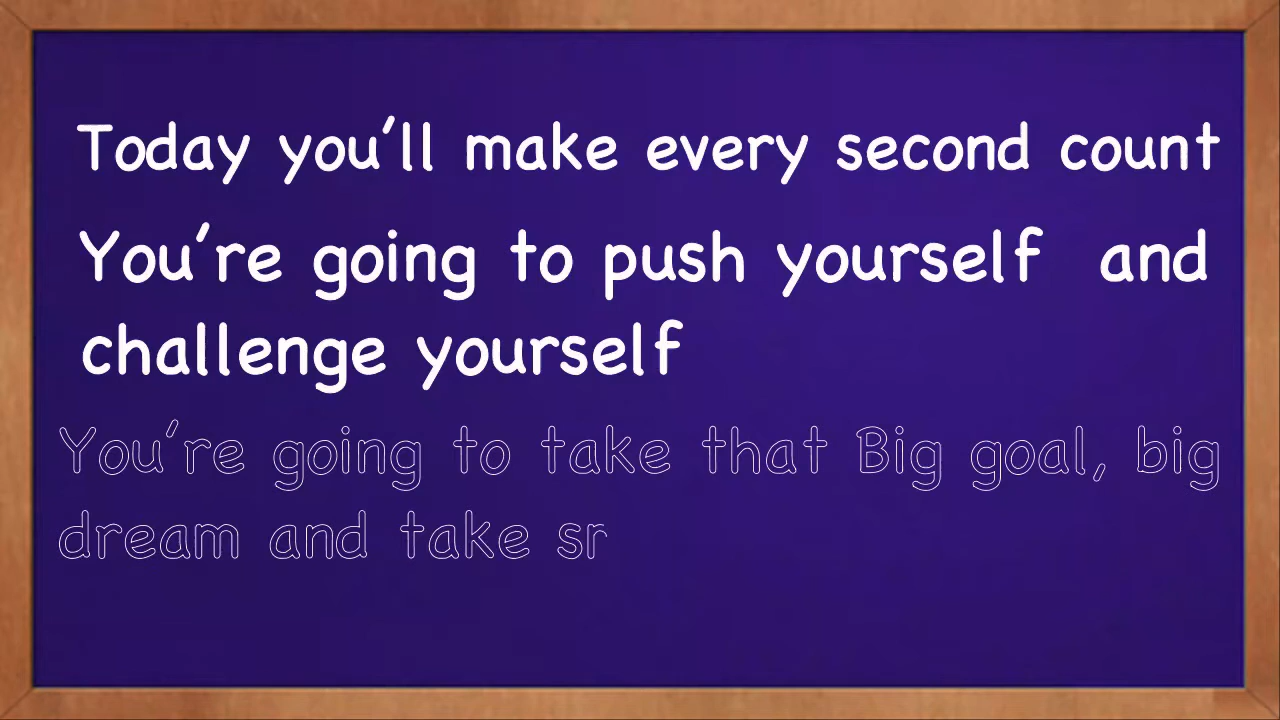 Today you'll make every second count
You're going to push yourself and
challenge yourself
You're going to take that Big goal, big
dream and take sr